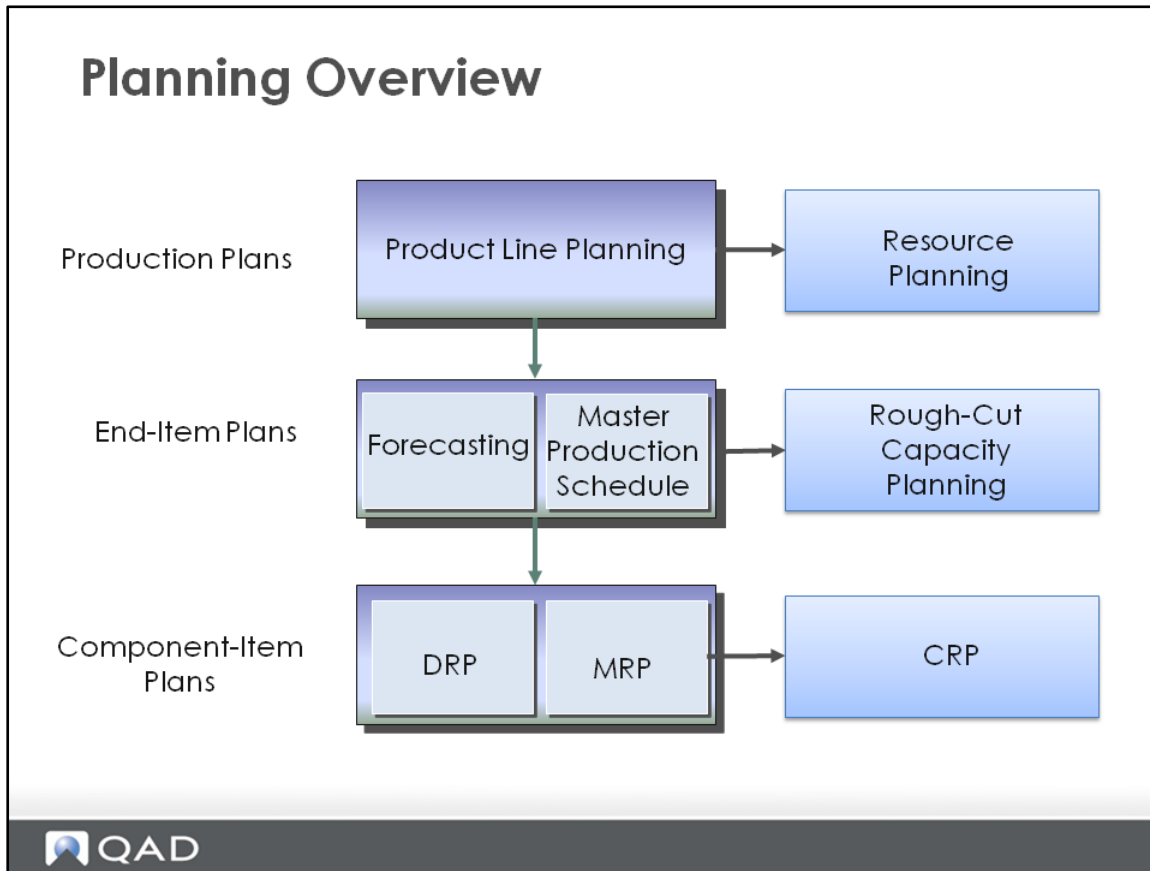 Planning Overview
Production Plans
Product Line Planning
Resource
Planning
End-Item Plans
Forecasting
Master
Production
Schedule
Rough-Cut
Capacity
Planning
Component-Item
Plans
DRP
MRP
CRP
QAD